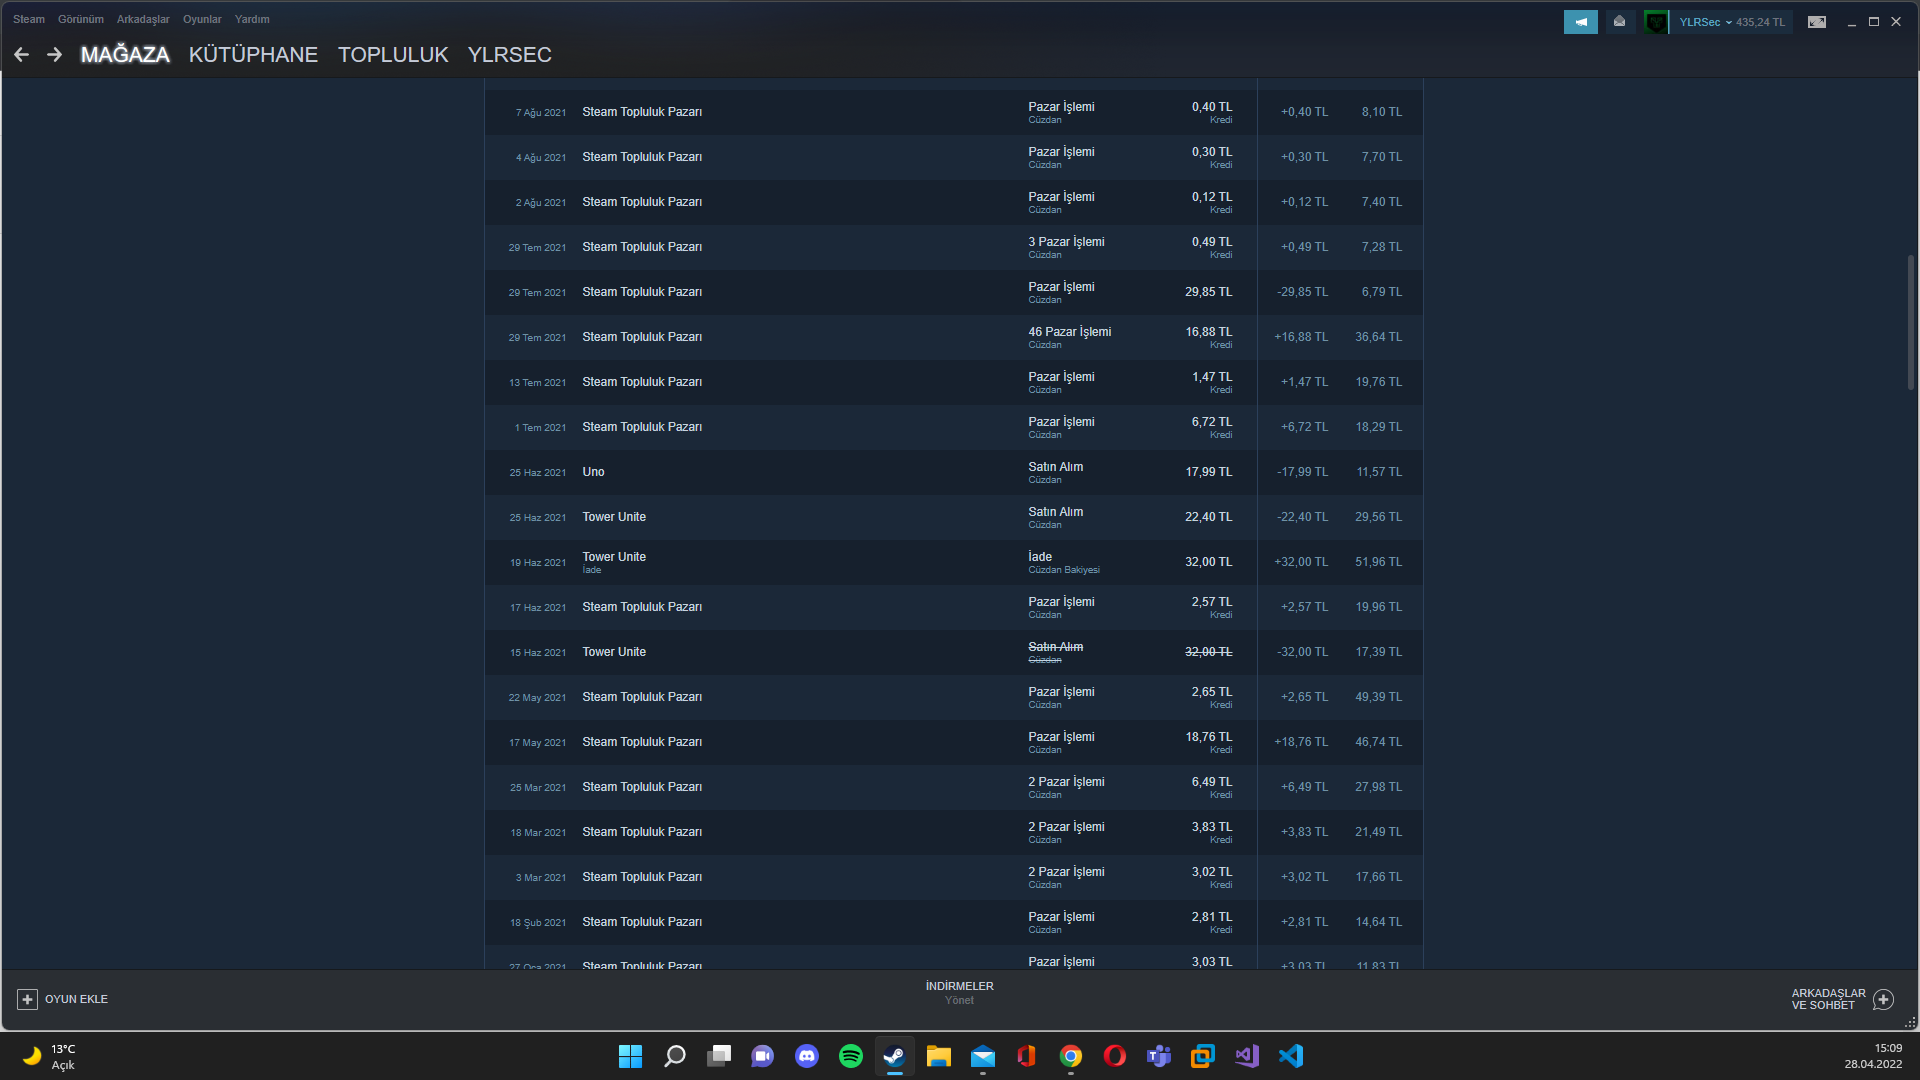 Steam Görünüm Arkadaşlar Oyunlar Yardım
YLRSec 435,24 TL
MAĞAZA KÜTÜPHANE TOPLULUK YLRSEC
7 Ağu 2021 Steam Topluluk Pazarı Pazar İşlemi 0,40 TL +0,40 TL 8,10 TL
Cüzdan Kredi
4 Ağu 2021 Steam Topluluk Pazarı Pazar İşlemi 0,30 TL +0,30 TL 7,70 TL
Cüzdan Kredi
2 Ağu 2021 Steam Topluluk Pazarı Pazar İşlemi 0,12 TL +0,12 TL 7,40 TL
Cüzdan Kredi
29 Tem 2021 Steam Topluluk Pazarı 3 Pazar İşlemi 0,49 TL +0,49 TL 7,28 TL
Cüzdan Kredi
29 Tem 2021 Steam Topluluk Pazarı Pazar İşlemi 29,85 TL -29,85 TL 6,79 TL
Cüzdan
29 Tem 2021 Steam Topluluk Pazarı 46 Pazar İşlemi 16,88 TL +16,88 TL 36,64 TL
Cüzdan Kredi
13 Tem 2021 Steam Topluluk Pazarı Pazar İşlemi 1,47 TL +1,47 TL 19,76 TL
Cüzdan Kredi
1 Tem 2021 Steam Topluluk Pazarı Pazar İşlemi 6,72 TL +6,72 TL 18,29 TL
Cüzdan Kredi
25 Haz 2021 Uno Satın Alım 17,99 TL -17,99 TL 11,57 TL
Cüzdan
25 Haz 2021 Tower Unite Satın Alım 22,40 TL -22,40 TL 29,56 TL
Cüzdan
19 Haz 2021 Tower Unite İade 32,00 TL +32,00 TL 51,96 TL
İade Cüzdan Bakiyesi
17 Haz 2021 Steam Topluluk Pazarı Pazar İşlemi 2,57 TL +2,57 TL 19,96 TL
Cüzdan Kredi
15 Haz 2021 Tower Unite Satın Alım 32,00 TL -32,00 TL 17,39 TL
Cüzdan
22 May 2021 Steam Topluluk Pazarı Pazar İşlemi 2,65 TL +2,65 TL 49,39 TL
Cüzdan Kredi
17 May 2021 Steam Topluluk Pazarı Pazar İşlemi 18,76 TL +18,76 TL 46,74 TL
Cüzdan Kredi
25 Mar 2021 Steam Topluluk Pazarı 2 Pazar İşlemi 6,49 TL +6,49 TL 27,98 TL
Cüzdan Kredi
18 Mar 2021 Steam Topluluk Pazarı 2 Pazar İşlemi 3,83 TL +3,83 TL 21,49 TL
Cüzdan Kredi
3 Mar 2021 Steam Topluluk Pazarı 2 Pazar İşlemi 3,02 TL +3,02 TL 17,66 TL
Cüzdan Kredi
18 Şub 2021 Steam Topluluk Pazarı Pazar İşlemi 2,81 TL +2,81 TL 14,64 TL
Cüzdan Kredi
27 Oca 2021 Steam Topluluk Pazarı Pazar İşlemi 3,03 TL +3,03 TL 11,83 TL
OYUN EKLE
İNDİRMELER
Yönet
ARKADAŞLAR
VE SOHBET
13°C
Açık
15:09
28.04.2022